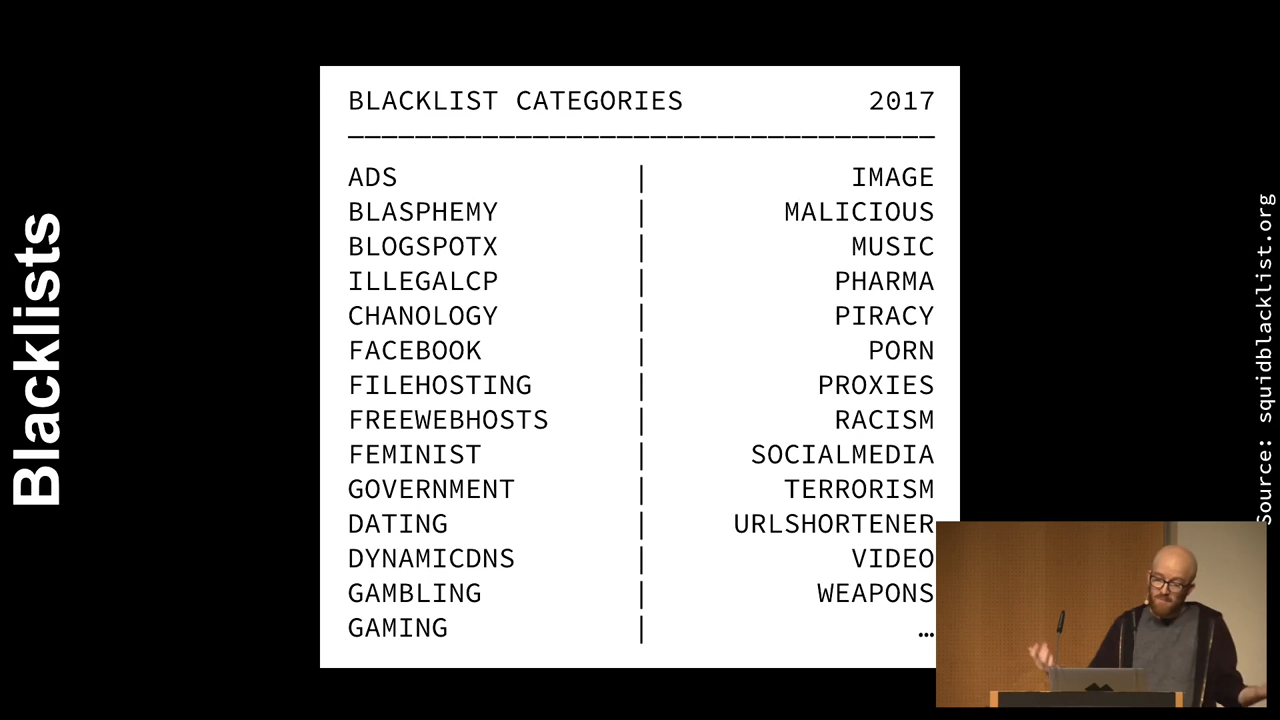 Blacklists
BLACKLIST CATEGORIES 2017
ADS | IMAGE
BLASPHEMY | MALICIOUS
BLOGSPOTX | MUSIC
ILLEGALCP | PHARMA
CHANOLOGY | PIRACY
FACEBOOK | PORN
FILEHOSTING | PROXIES
FREEWEBHOSTS | RACISM
FEMINIST | SOCIALMEDIA
GOVERNMENT | TERRORISM
DATING | URLSHORTENER
DYNAMICDNS | VIDEO
GAMBLING | WEAPONS
GAMING | …
Source: squidblacklist.org